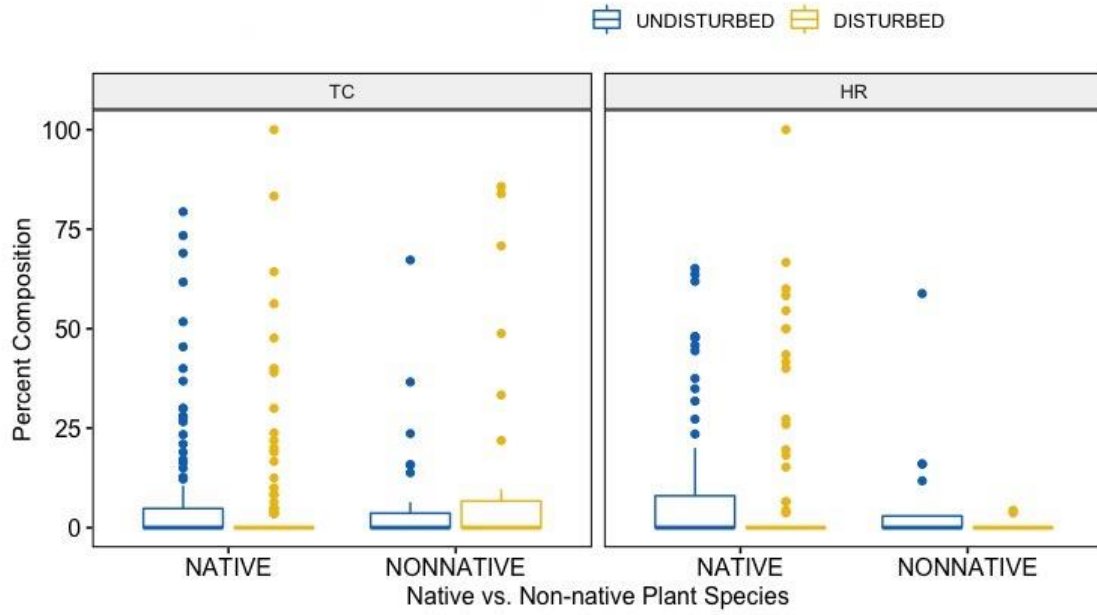 UNDISTURBED DISTURBED
TC HR
100
75
50
25
0
Percent Composition
NATIVE NONNATIVE NATIVE NONNATIVE
Native vs. Non-native Plant Species